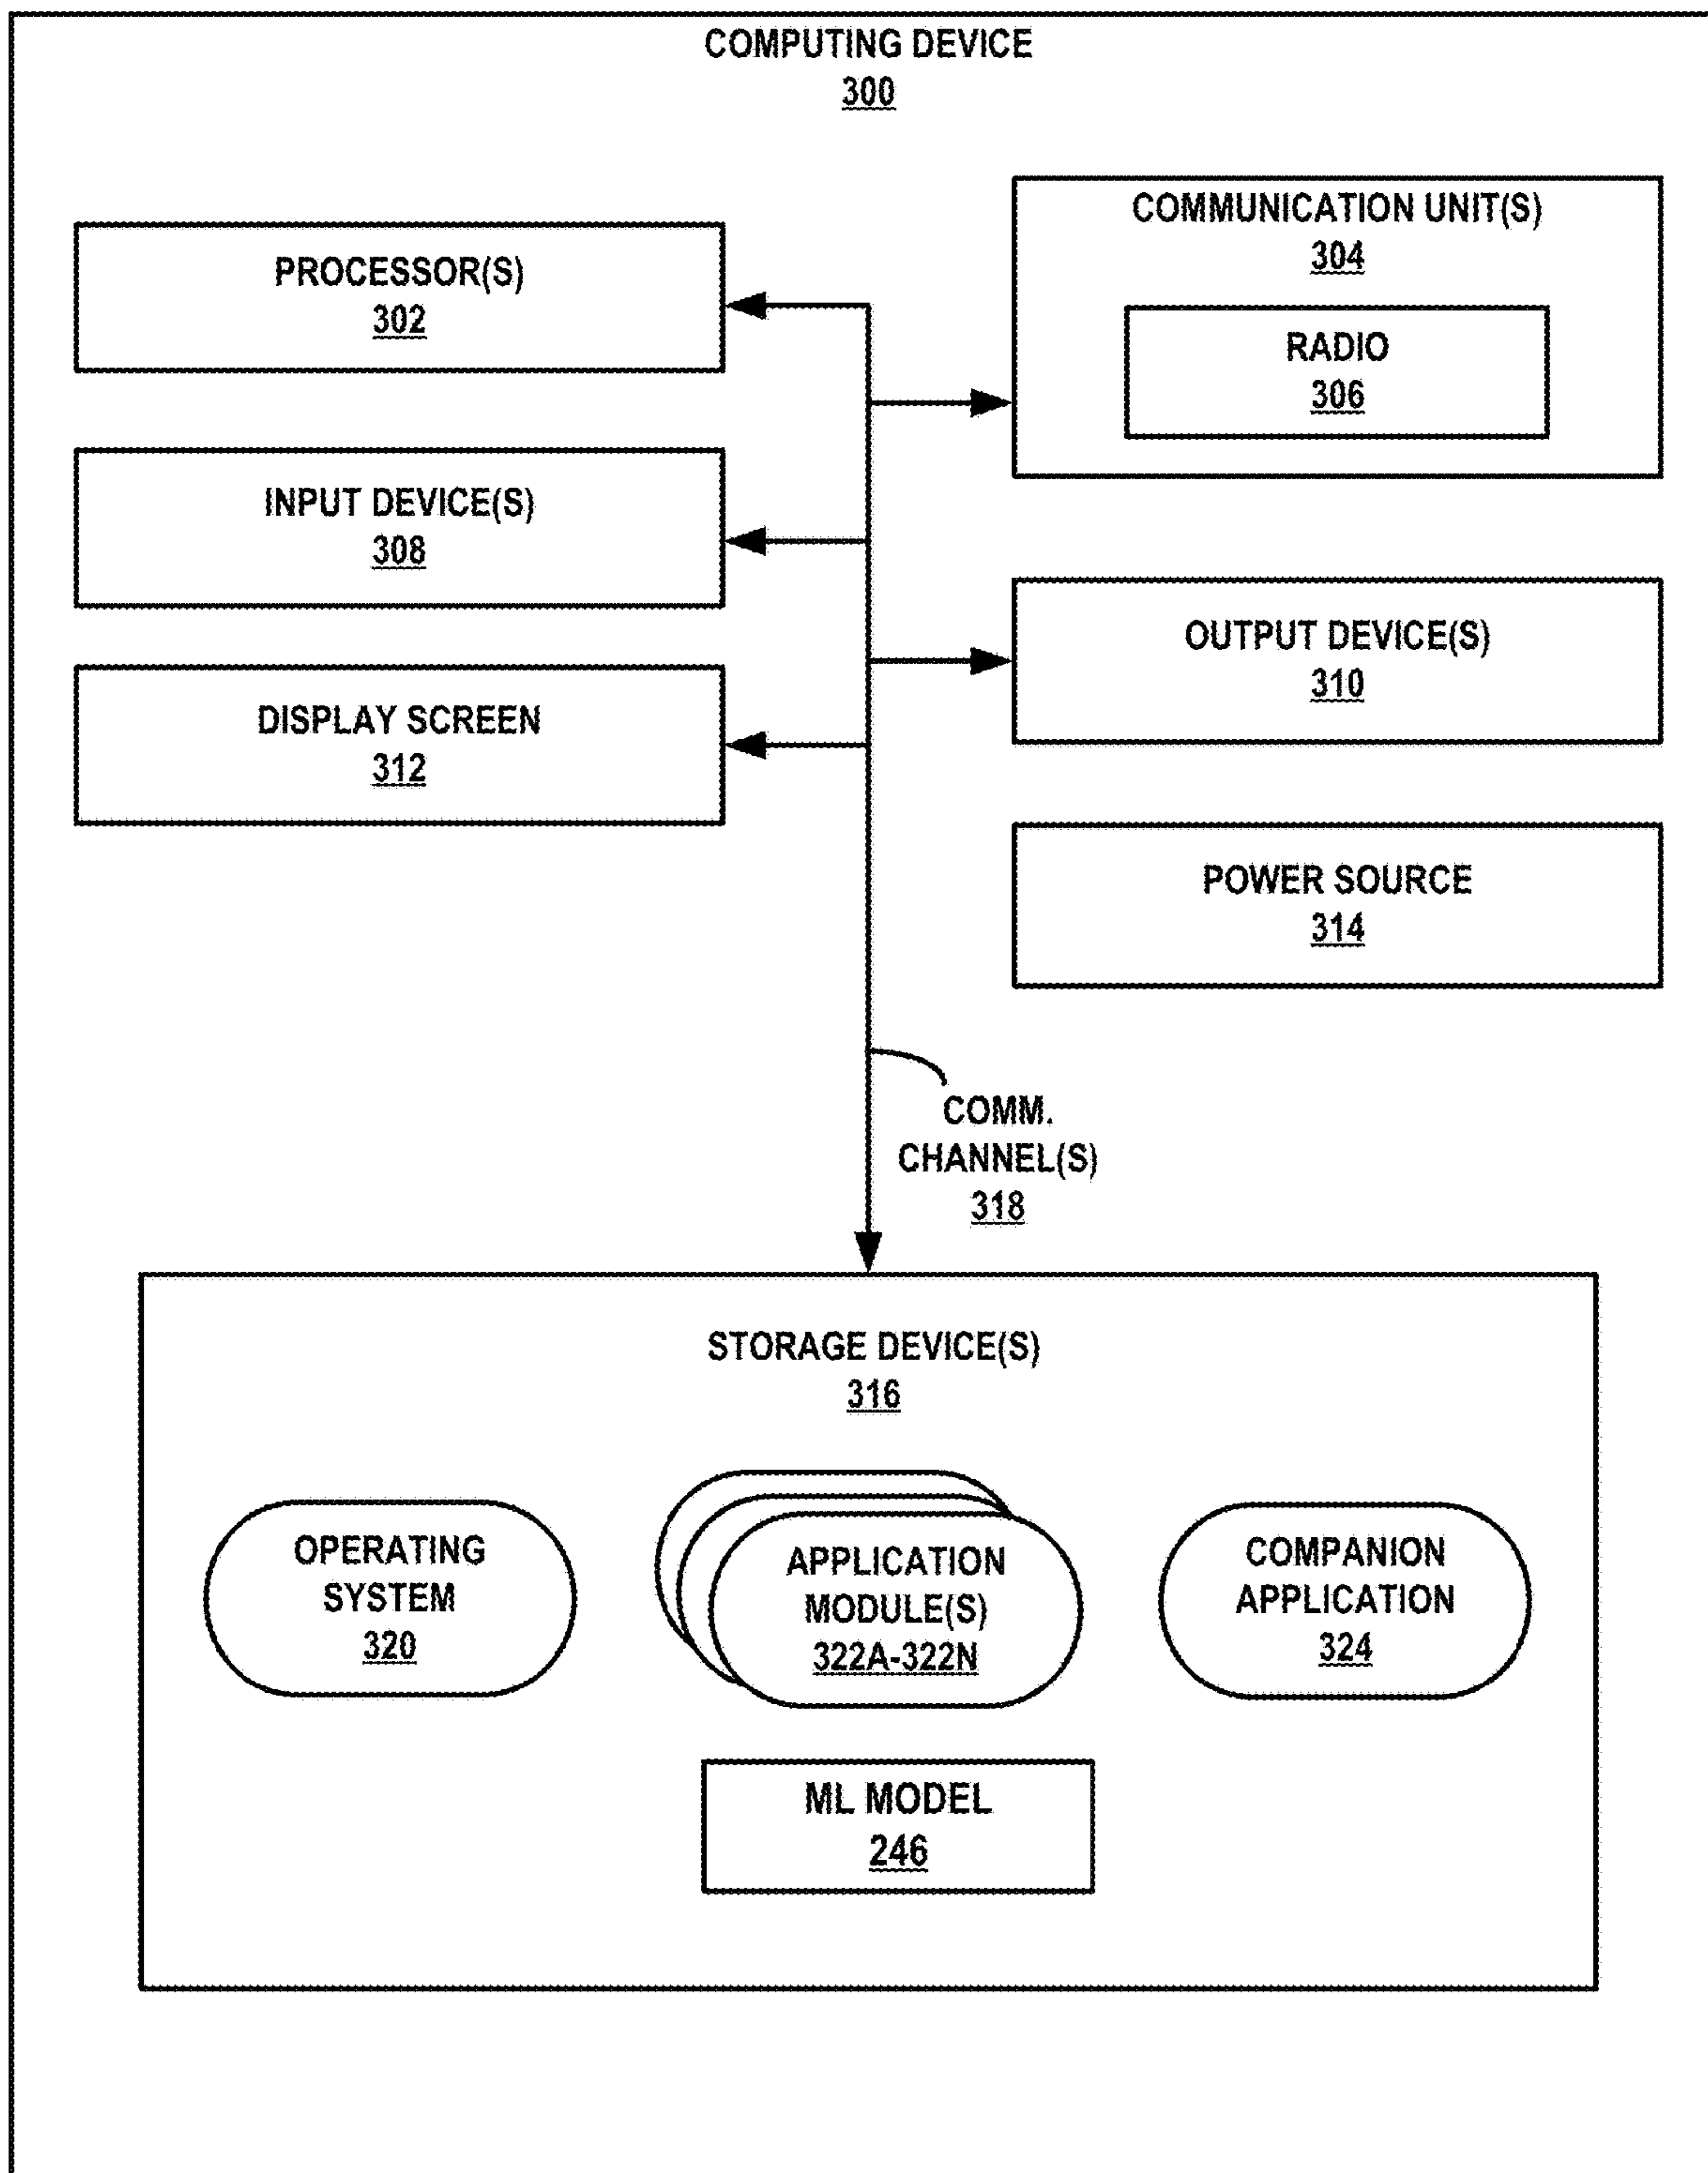 COMPUTING DEVICE
300
PROCESSOR(S)
302
COMMUNICATION UNIT(S)
304
RADIO
306
INPUT DEVICE(S)
308
OUTPUT DEVICE(S)
310
DISPLAY SCREEN
312
POWER SOURCE
314
COMM.
CHANNEL(S)
318
STORAGE DEVICE(S)
316
OPERATING
SYSTEM
320
APPLICATION
MODULE(S)
322A-322N
COMPANION
APPLICATION
324
ML MODEL
246